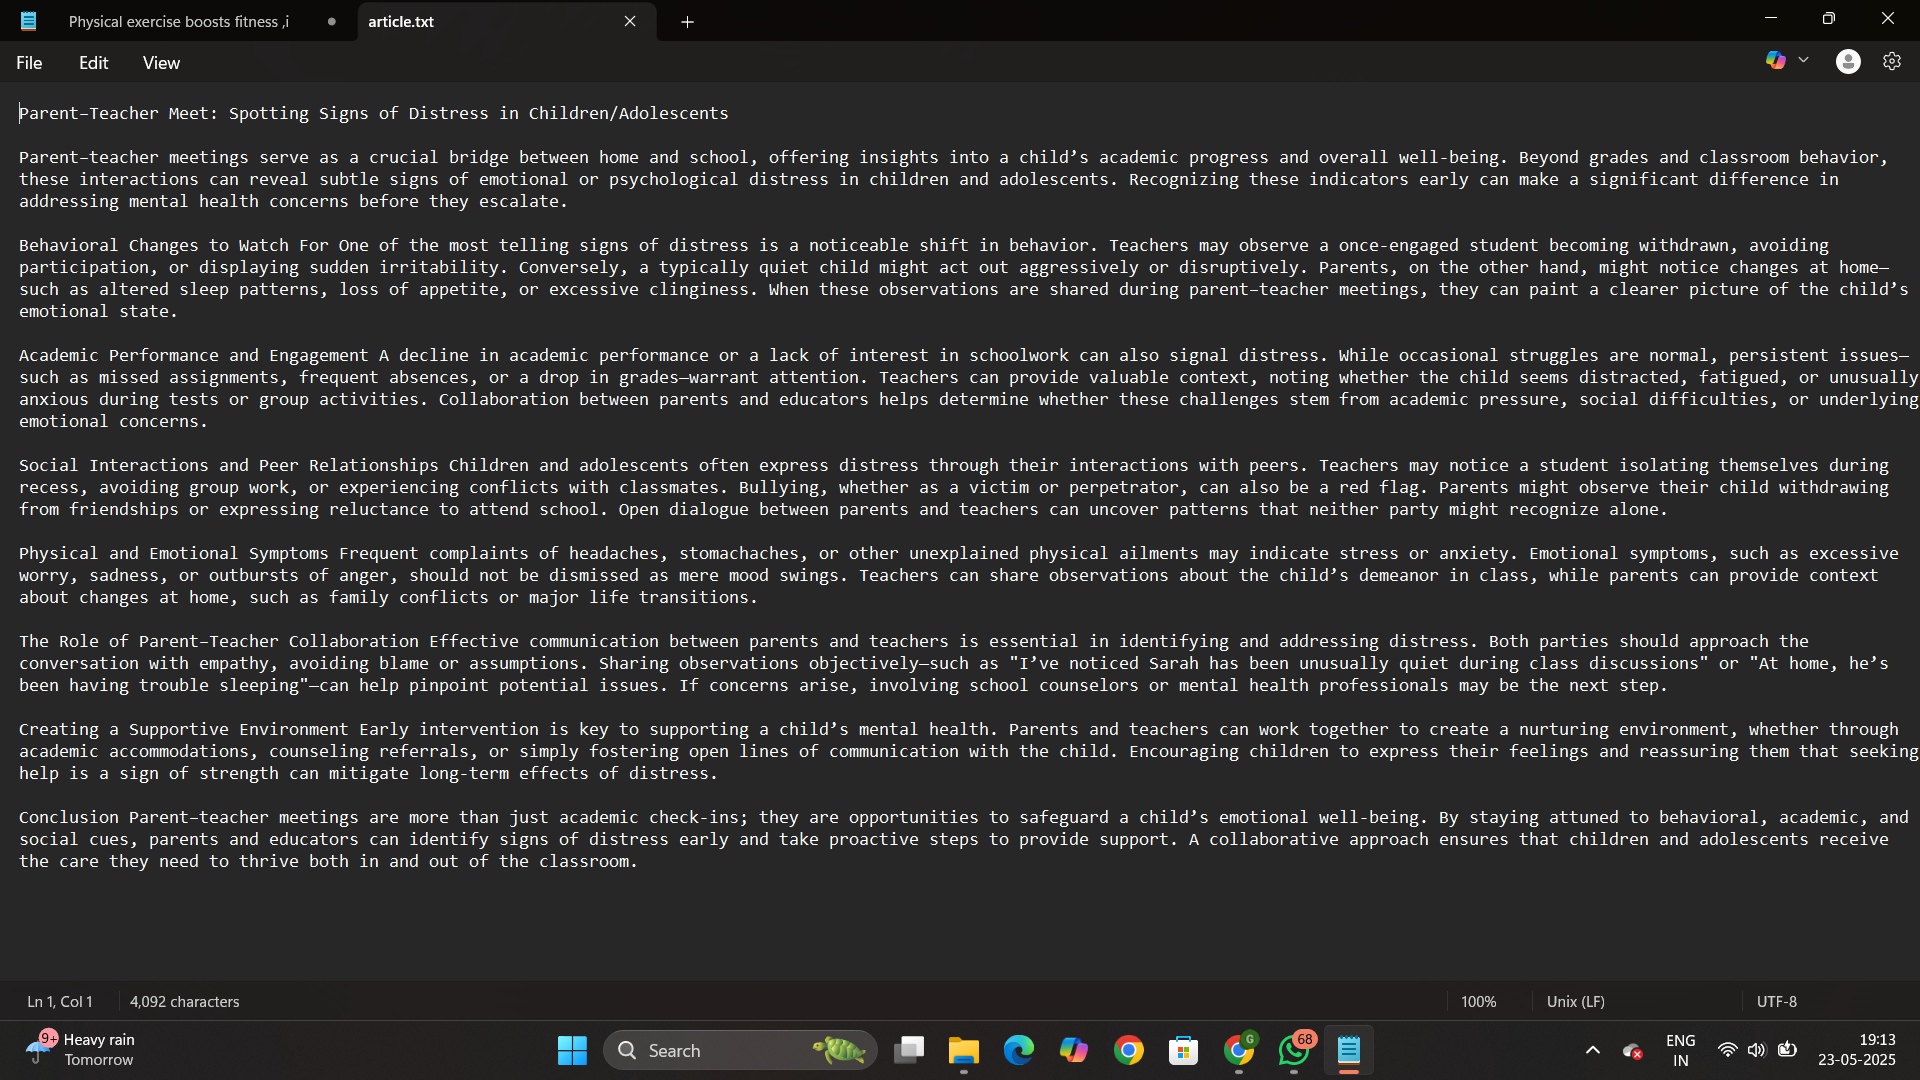 Physical exercise boosts fitness ,i
article.txt
File Edit View
Parent–Teacher Meet: Spotting Signs of Distress in Children/Adolescents
Parent–teacher meetings serve as a crucial bridge between home and school, offering insights into a child’s academic progress and overall well-being. Beyond grades and classroom behavior,
these interactions can reveal subtle signs of emotional or psychological distress in children and adolescents. Recognizing these indicators early can make a significant difference in
addressing mental health concerns before they escalate.
Behavioral Changes to Watch For One of the most telling signs of distress is a noticeable shift in behavior. Teachers may observe a once-engaged student becoming withdrawn, avoiding
participation, or displaying sudden irritability. Conversely, a typically quiet child might act out aggressively or disruptively. Parents, on the other hand, might notice changes at home—
such as altered sleep patterns, loss of appetite, or excessive clinginess. When these observations are shared during parent–teacher meetings, they can paint a clearer picture of the child’s
emotional state.
Academic Performance and Engagement A decline in academic performance or a lack of interest in schoolwork can also signal distress. While occasional struggles are normal, persistent issues—
such as missed assignments, frequent absences, or a drop in grades—warrant attention. Teachers can provide valuable context, noting whether the child seems distracted, fatigued, or unusually
anxious during tests or group activities. Collaboration between parents and educators helps determine whether these challenges stem from academic pressure, social difficulties, or underlying
emotional concerns.
Social Interactions and Peer Relationships Children and adolescents often express distress through their interactions with peers. Teachers may notice a student isolating themselves during
recess, avoiding group work, or experiencing conflicts with classmates. Bullying, whether as a victim or perpetrator, can also be a red flag. Parents might observe their child withdrawing
from friendships or expressing reluctance to attend school. Open dialogue between parents and teachers can uncover patterns that neither party might recognize alone.
Physical and Emotional Symptoms Frequent complaints of headaches, stomachaches, or other unexplained physical ailments may indicate stress or anxiety. Emotional symptoms, such as excessive
worry, sadness, or outbursts of anger, should not be dismissed as mere mood swings. Teachers can share observations about the child’s demeanor in class, while parents can provide context
about changes at home, such as family conflicts or major life transitions.
The Role of Parent–Teacher Collaboration Effective communication between parents and teachers is essential in identifying and addressing distress. Both parties should approach the
conversation with empathy, avoiding blame or assumptions. Sharing observations objectively—such as "I’ve noticed Sarah has been unusually quiet during class discussions" or "At home, he’s
been having trouble sleeping"—can help pinpoint potential issues. If concerns arise, involving school counselors or mental health professionals may be the next step.
Creating a Supportive Environment Early intervention is key to supporting a child’s mental health. Parents and teachers can work together to create a nurturing environment, whether through
academic accommodations, counseling referrals, or simply fostering open lines of communication with the child. Encouraging children to express their feelings and reassuring them that seeking
help is a sign of strength can mitigate long-term effects of distress.
Conclusion Parent–teacher meetings are more than just academic check-ins; they are opportunities to safeguard a child’s emotional well-being. By staying attuned to behavioral, academic, and
social cues, parents and educators can identify signs of distress early and take proactive steps to provide support. A collaborative approach ensures that children and adolescents receive
the care they need to thrive both in and out of the classroom.
Ln 1, Col 1 4,092 characters 100% Unix (LF) UTF-8
9+ Heavy rain
Tomorrow
Search
G
68
ENG
IN
19:13
23-05-2025